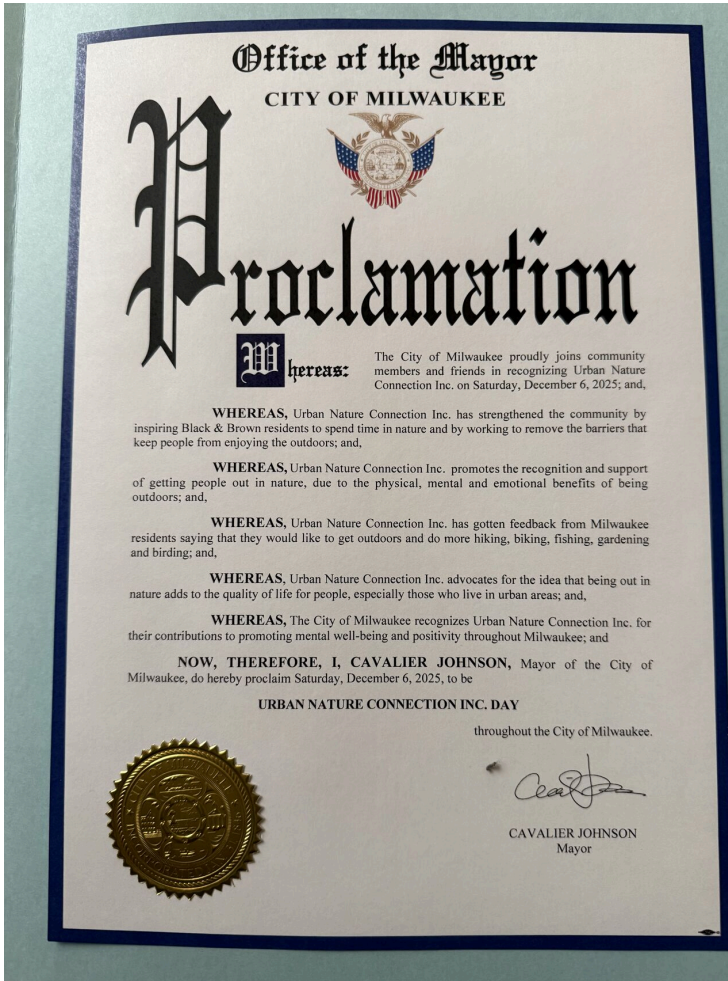 Office of the Mayor
CITY OF MILWAUKEE
Proclamation
Whereas:
The City of Milwaukee proudly joins community
members and friends in recognizing Urban Nature
Connection Inc. on Saturday, December 6, 2025; and,
WHEREAS, Urban Nature Connection Inc. has strengthened the community by
inspiring Black & Brown residents to spend time in nature and by working to remove the barriers that
keep people from enjoying the outdoors; and,
WHEREAS, Urban Nature Connection Inc. promotes the recognition and support
of getting people out in nature, due to the physical, mental and emotional benefits of being
outdoors; and,
WHEREAS, Urban Nature Connection Inc. has gotten feedback from Milwaukee
residents saying that they would like to get outdoors and do more hiking, biking, fishing, gardening
and birding; and,
WHEREAS, Urban Nature Connection Inc. advocates for the idea that being out in
nature adds to the quality of life for people, especially those who live in urban areas; and,
WHEREAS, The City of Milwaukee recognizes Urban Nature Connection Inc. for
their contributions to promoting mental well-being and positivity throughout Milwaukee; and
NOW, THEREFORE, I, CAVALIER JOHNSON, Mayor of the City of
Milwaukee, do hereby proclaim Saturday, December 6, 2025, to be
URBAN NATURE CONNECTION INC. DAY
throughout the City of Milwaukee.
CAVALIER JOHNSON
Mayor